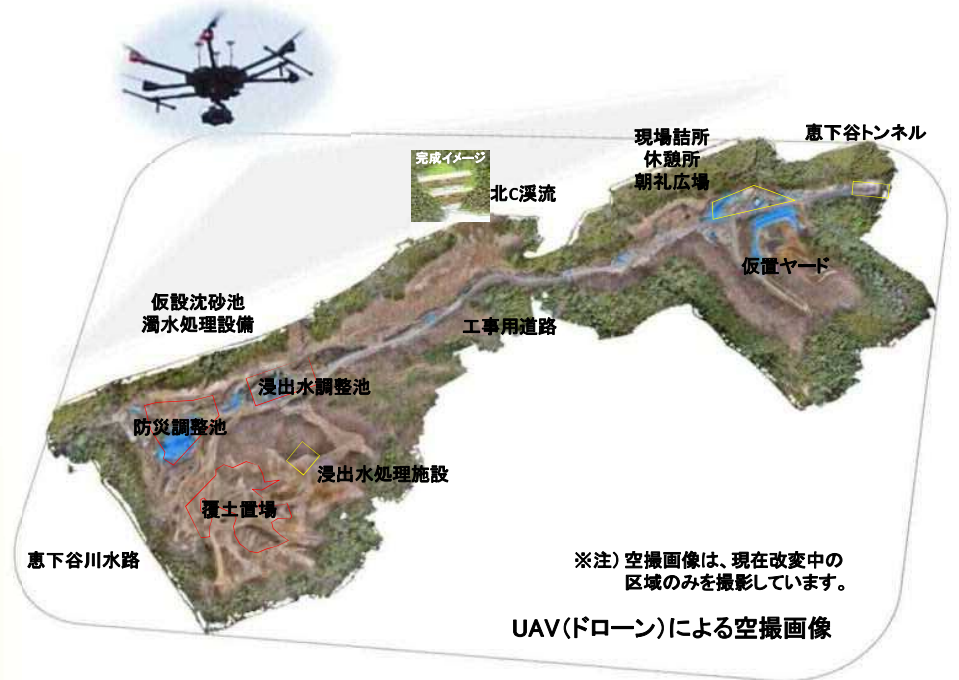 現場詰所
休憩所
朝礼広場
恵下谷トンネル
完成イメージ
北C渓流
仮置ヤード
仮設沈砂池
濁水処理設備
工事用道路
浸出水調整池
防災調整池
浸出水処理施設
覆土置場
恵下谷川水路
※注）空撮画像は、現在改変中の
区域のみを撮影しています。
UAV（ドローン）による空撮画像